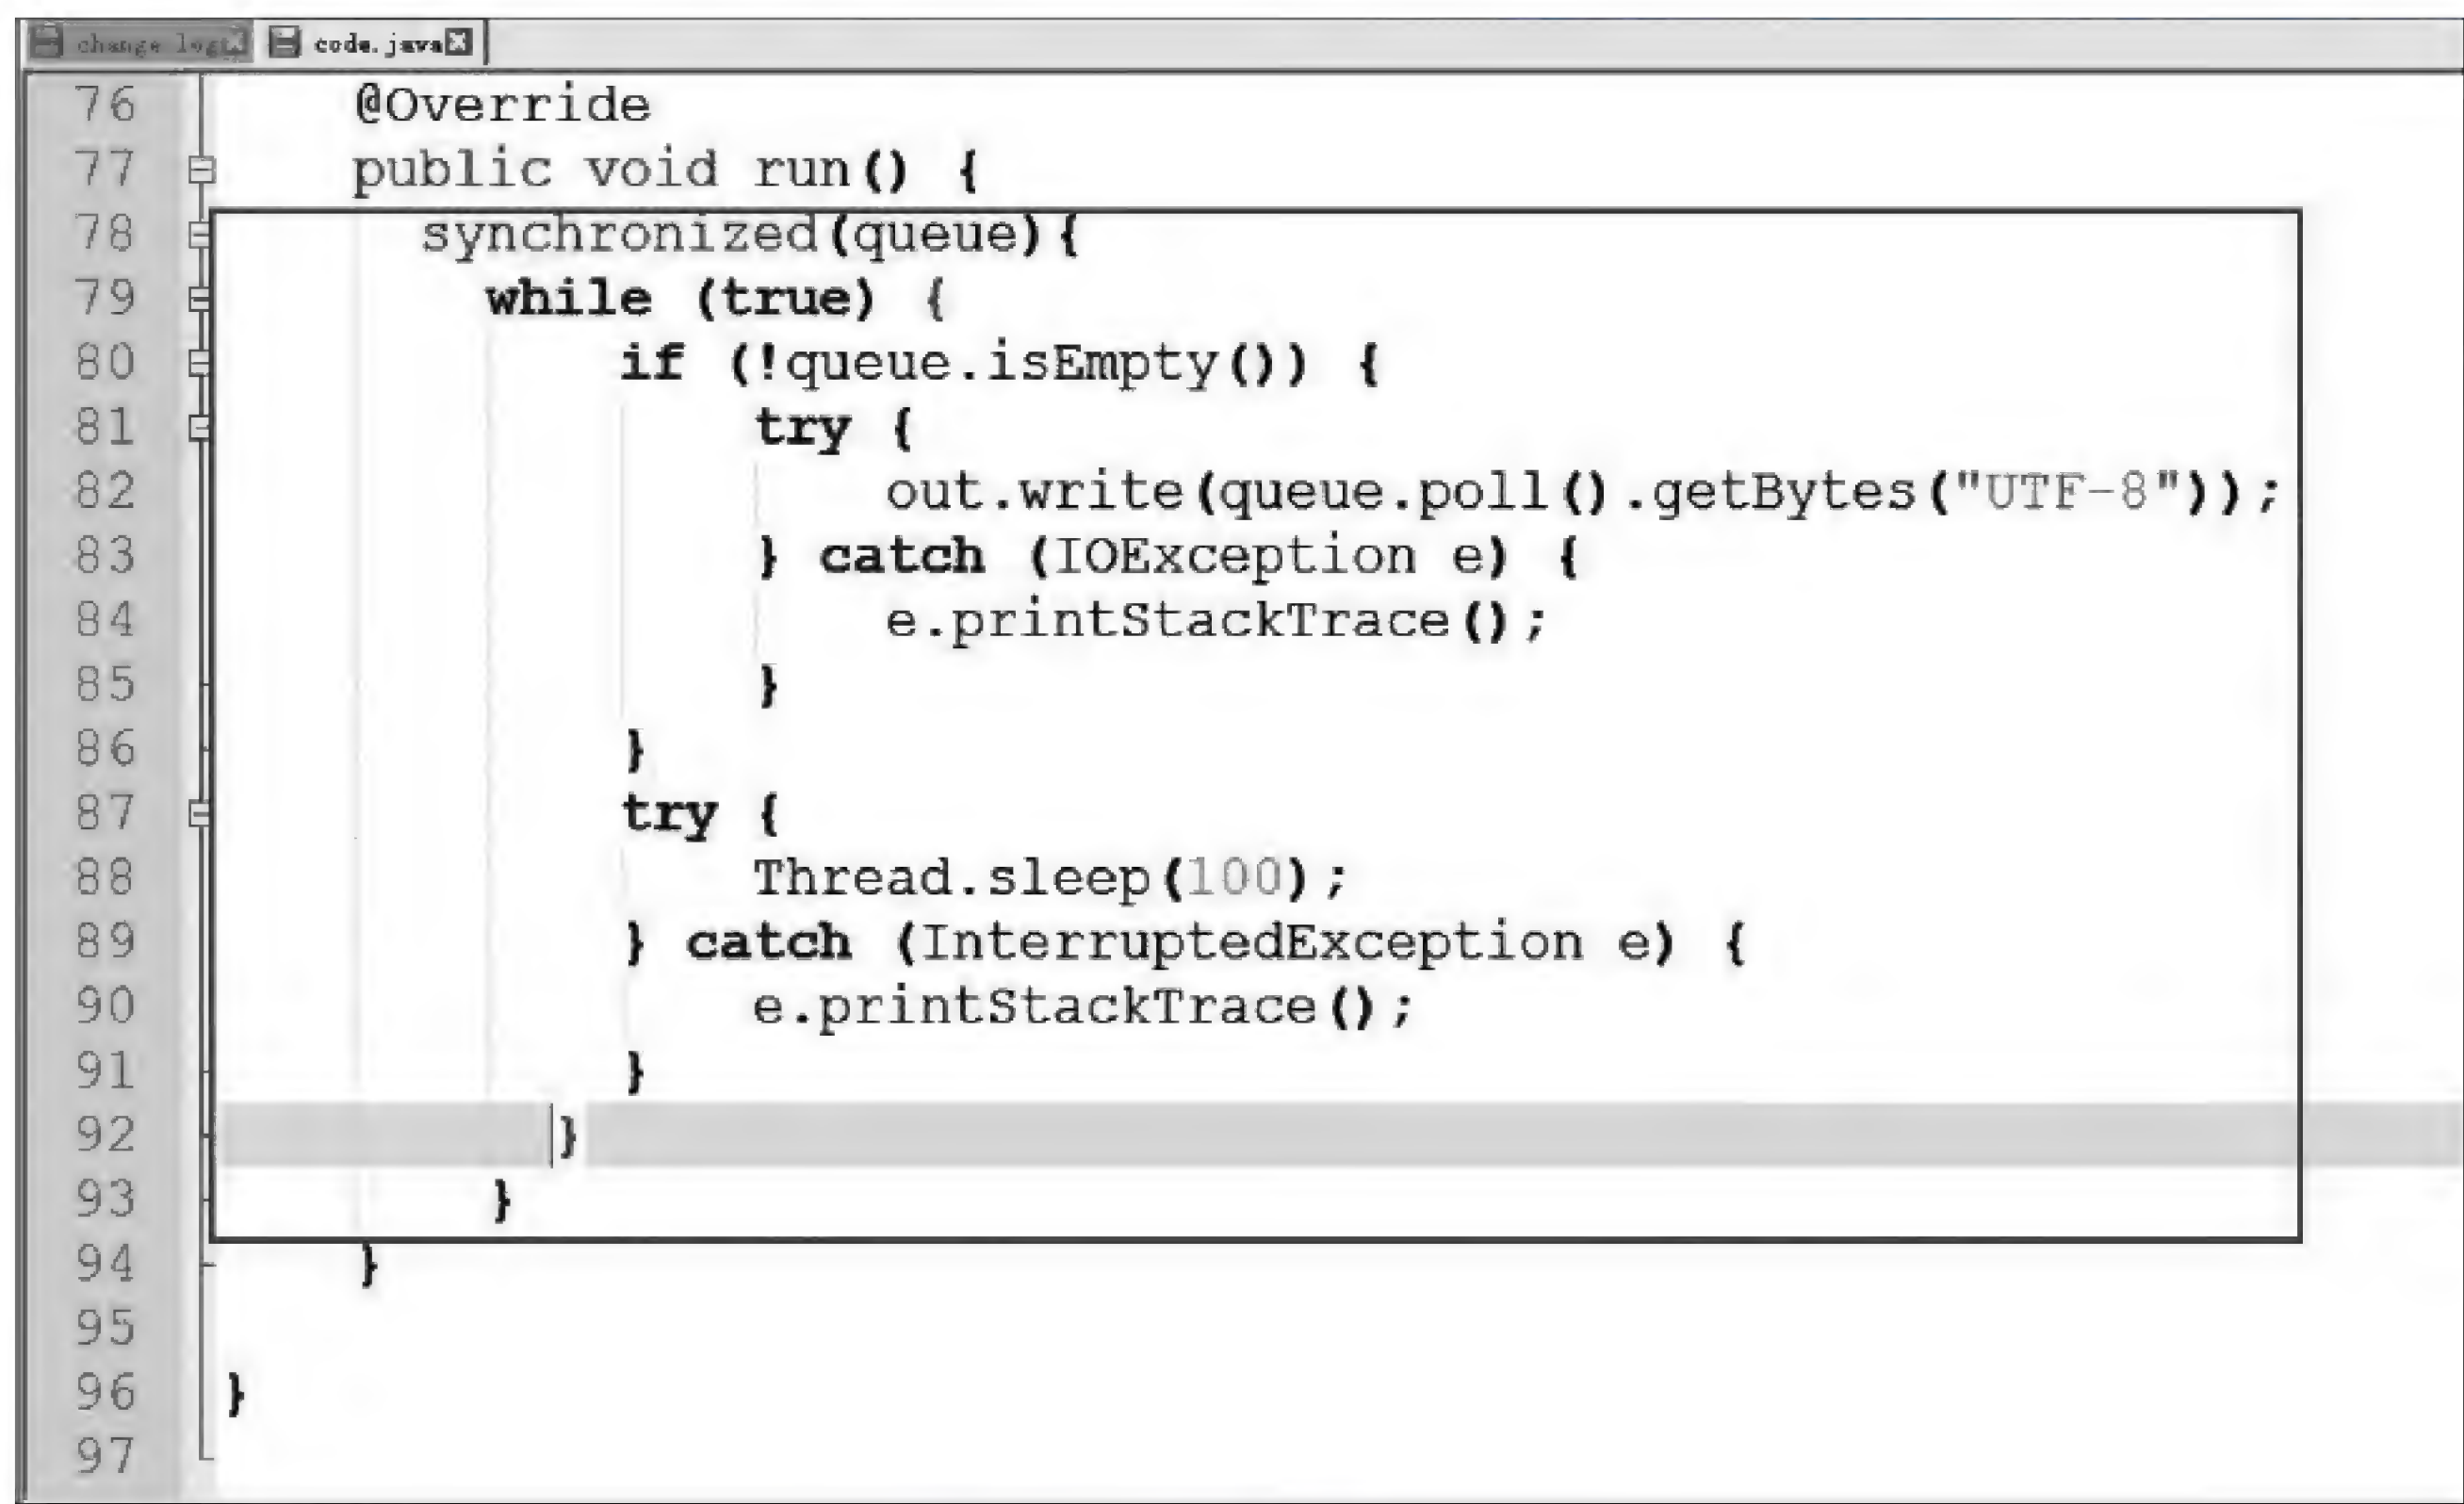 change log code.java
76 @Override
77 public void run() {
78 synchronized(queue){
79 while (true) {
80 if (!queue.isEmpty()) {
81 try {
82 out.write(queue.poll().getBytes("UTF-8"));
83 } catch (IOException e) {
84 e.printStackTrace();
85 }
86 }
87 try {
88 Thread.sleep(100);
89 } catch (InterruptedException e) {
90 e.printStackTrace();
91 }
92 }
93 }
94 }
95
96 }
97